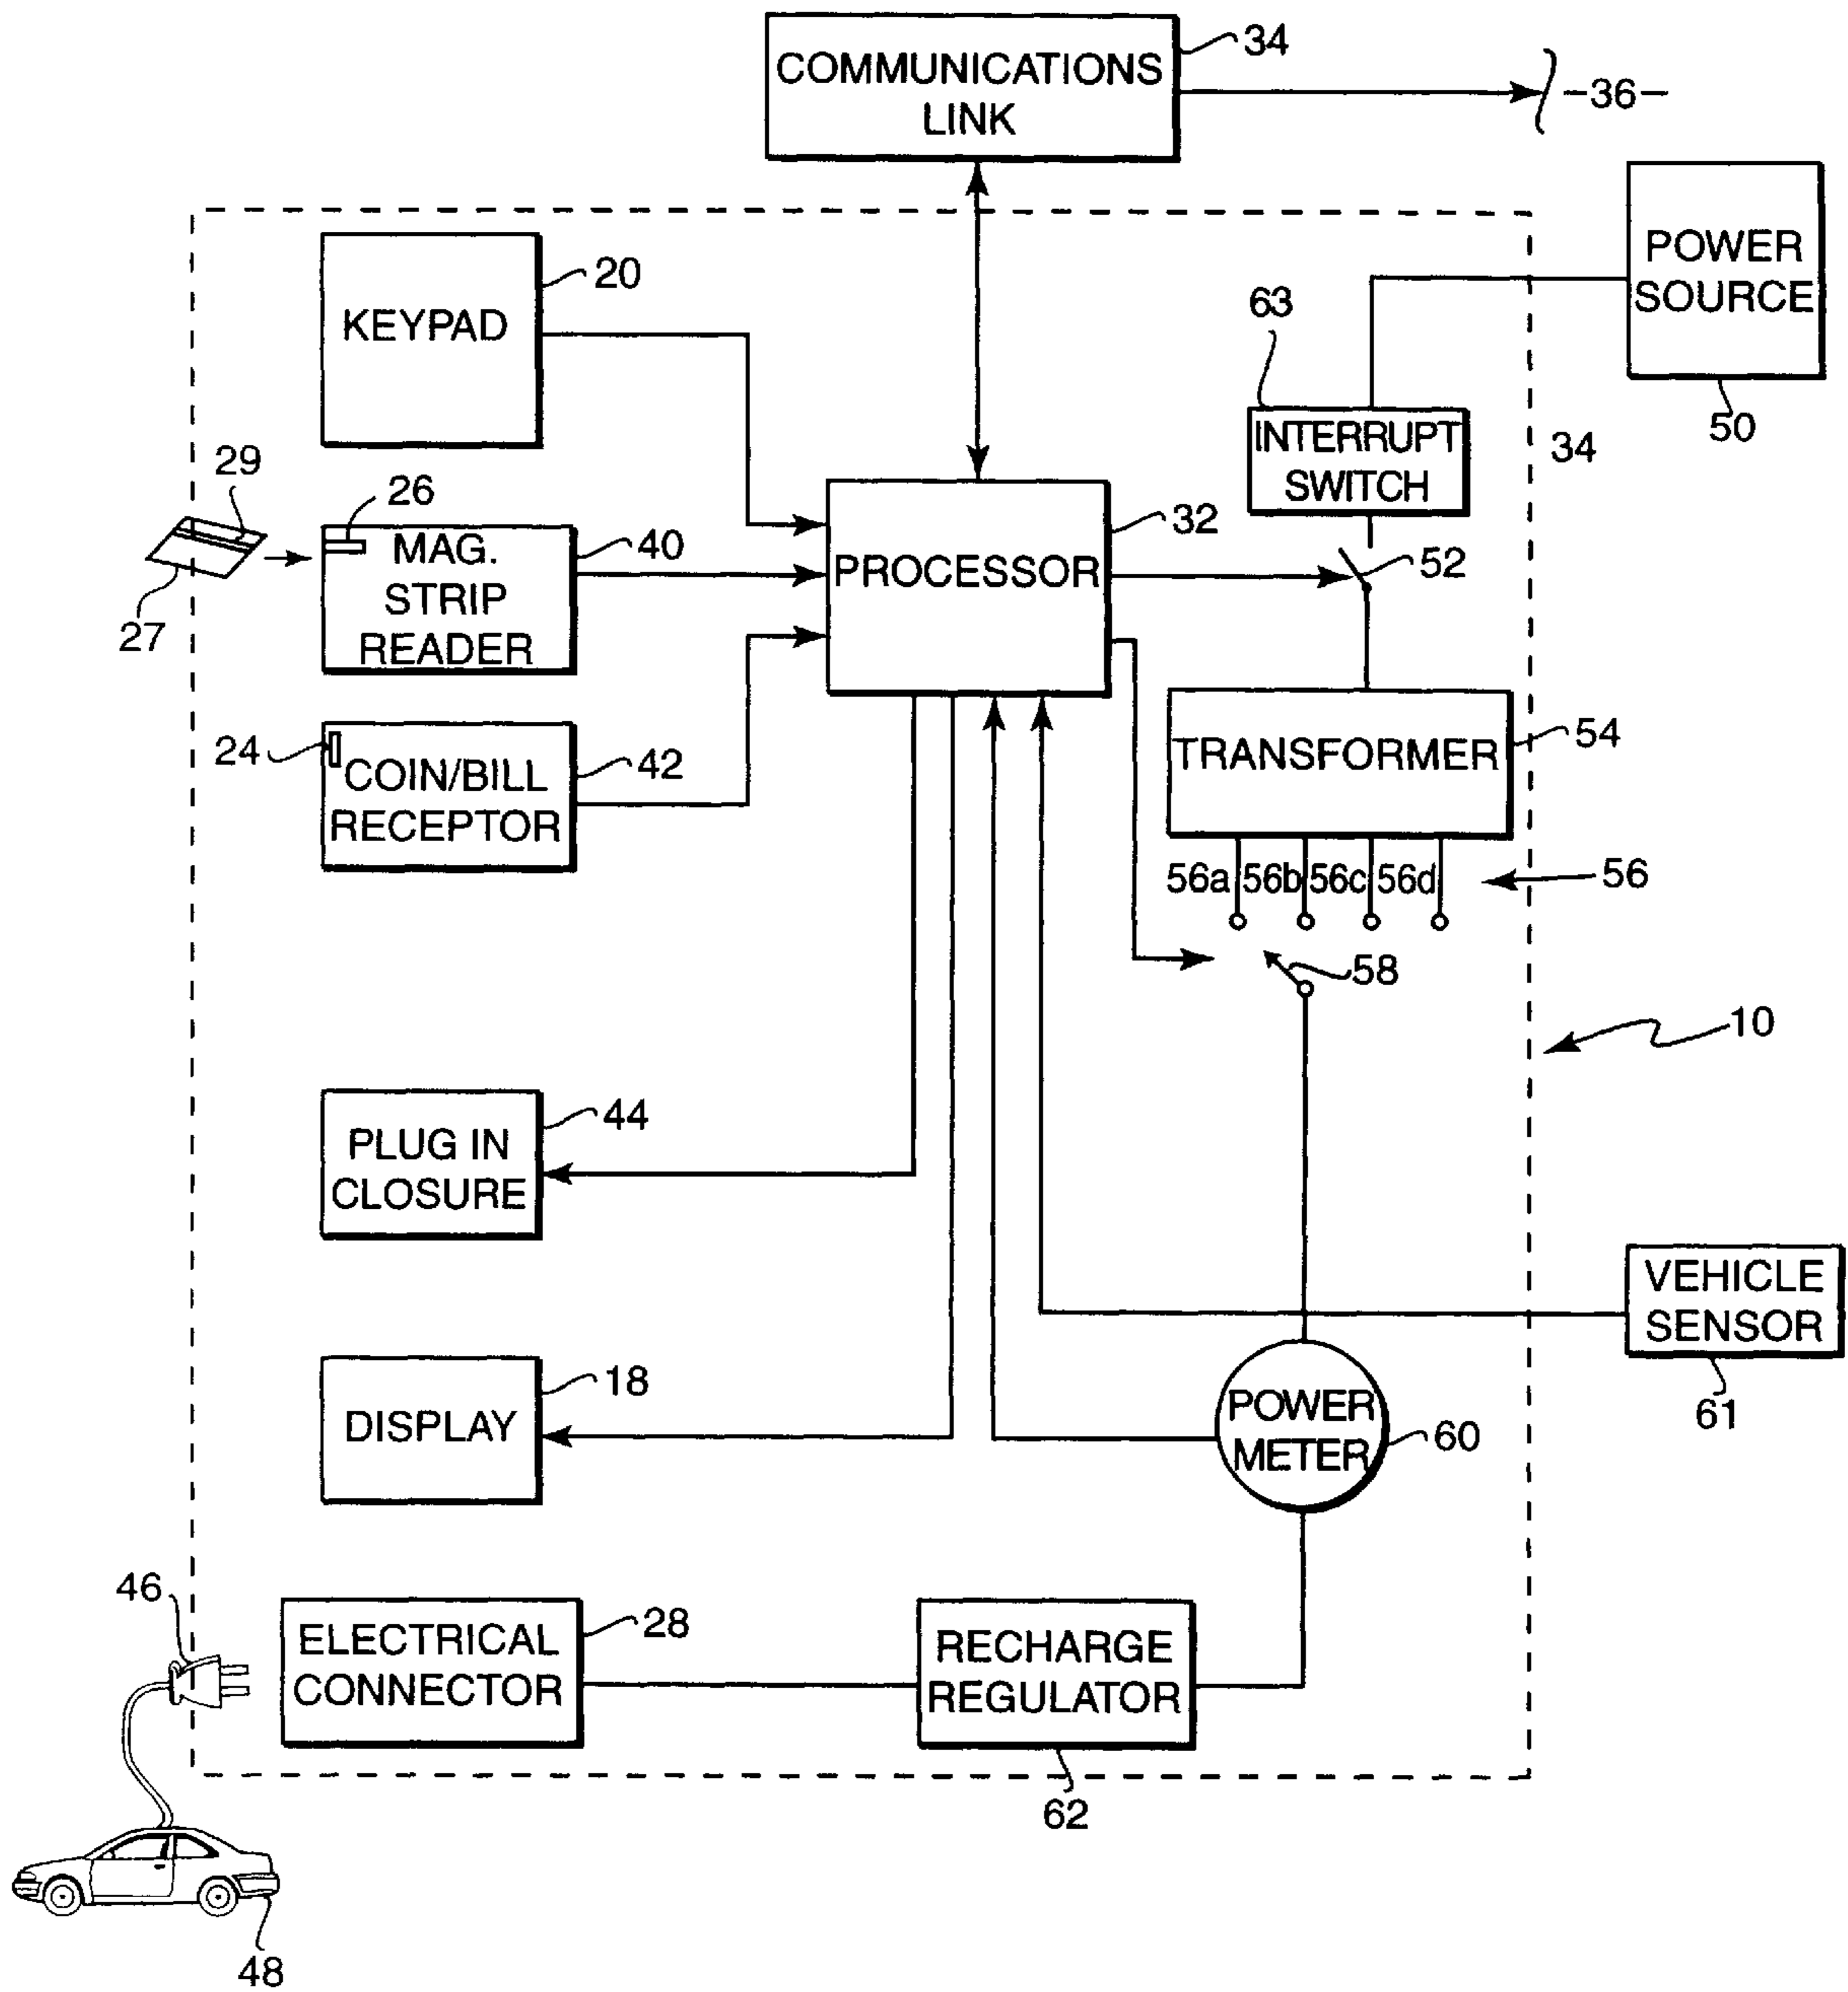 COMMUNICATIONS
LINK
34
-36-
POWER
SOURCE
50
KEYPAD
20
63
INTERRUPT
SWITCH
34
29
26
MAG.
STRIP
READER
40
27
PROCESSOR
32
52
24
COIN/BILL
RECEPTOR
42
TRANSFORMER
54
56a 56b 56c 56d
56
58
10
PLUG IN
CLOSURE
44
VEHICLE
SENSOR
61
DISPLAY
18
POWER
METER
60
46
ELECTRICAL
CONNECTOR
28
RECHARGE
REGULATOR
62
48